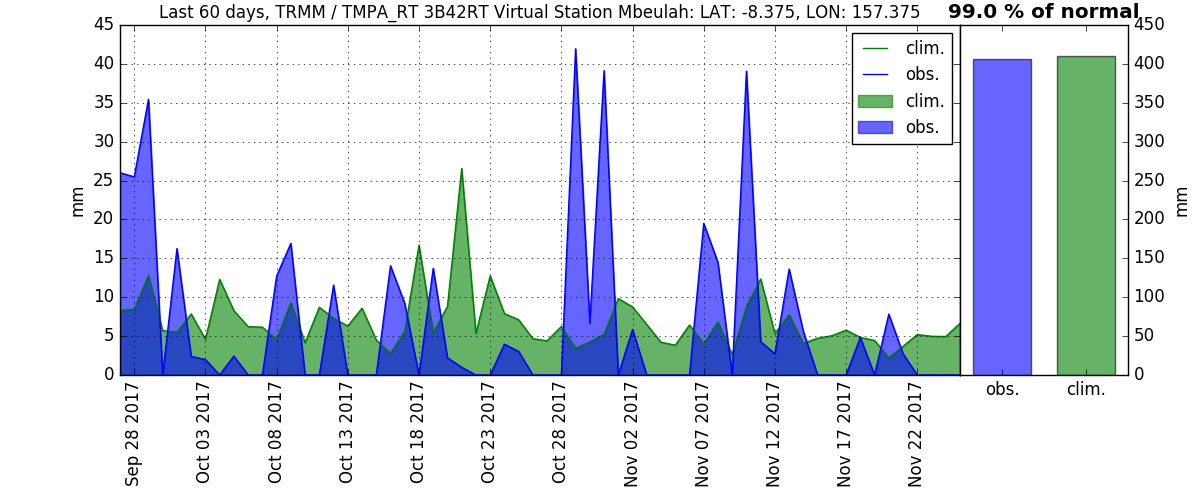 Last 60 days, TRMM / TMPA_RT 3B42RT Virtual Station Mbeulah: LAT: -8.375, LON: 157.375
99.0 % of normal
45
40
35
30
25
20
15
10
5
0
mm
clim.
obs.
clim.
obs.
450
400
350
300
250
200
150
100
50
0
mm
obs.
clim.
Sep 28 2017
Oct 03 2017
Oct 08 2017
Oct 13 2017
Oct 18 2017
Oct 23 2017
Oct 28 2017
Nov 02 2017
Nov 07 2017
Nov 12 2017
Nov 17 2017
Nov 22 2017